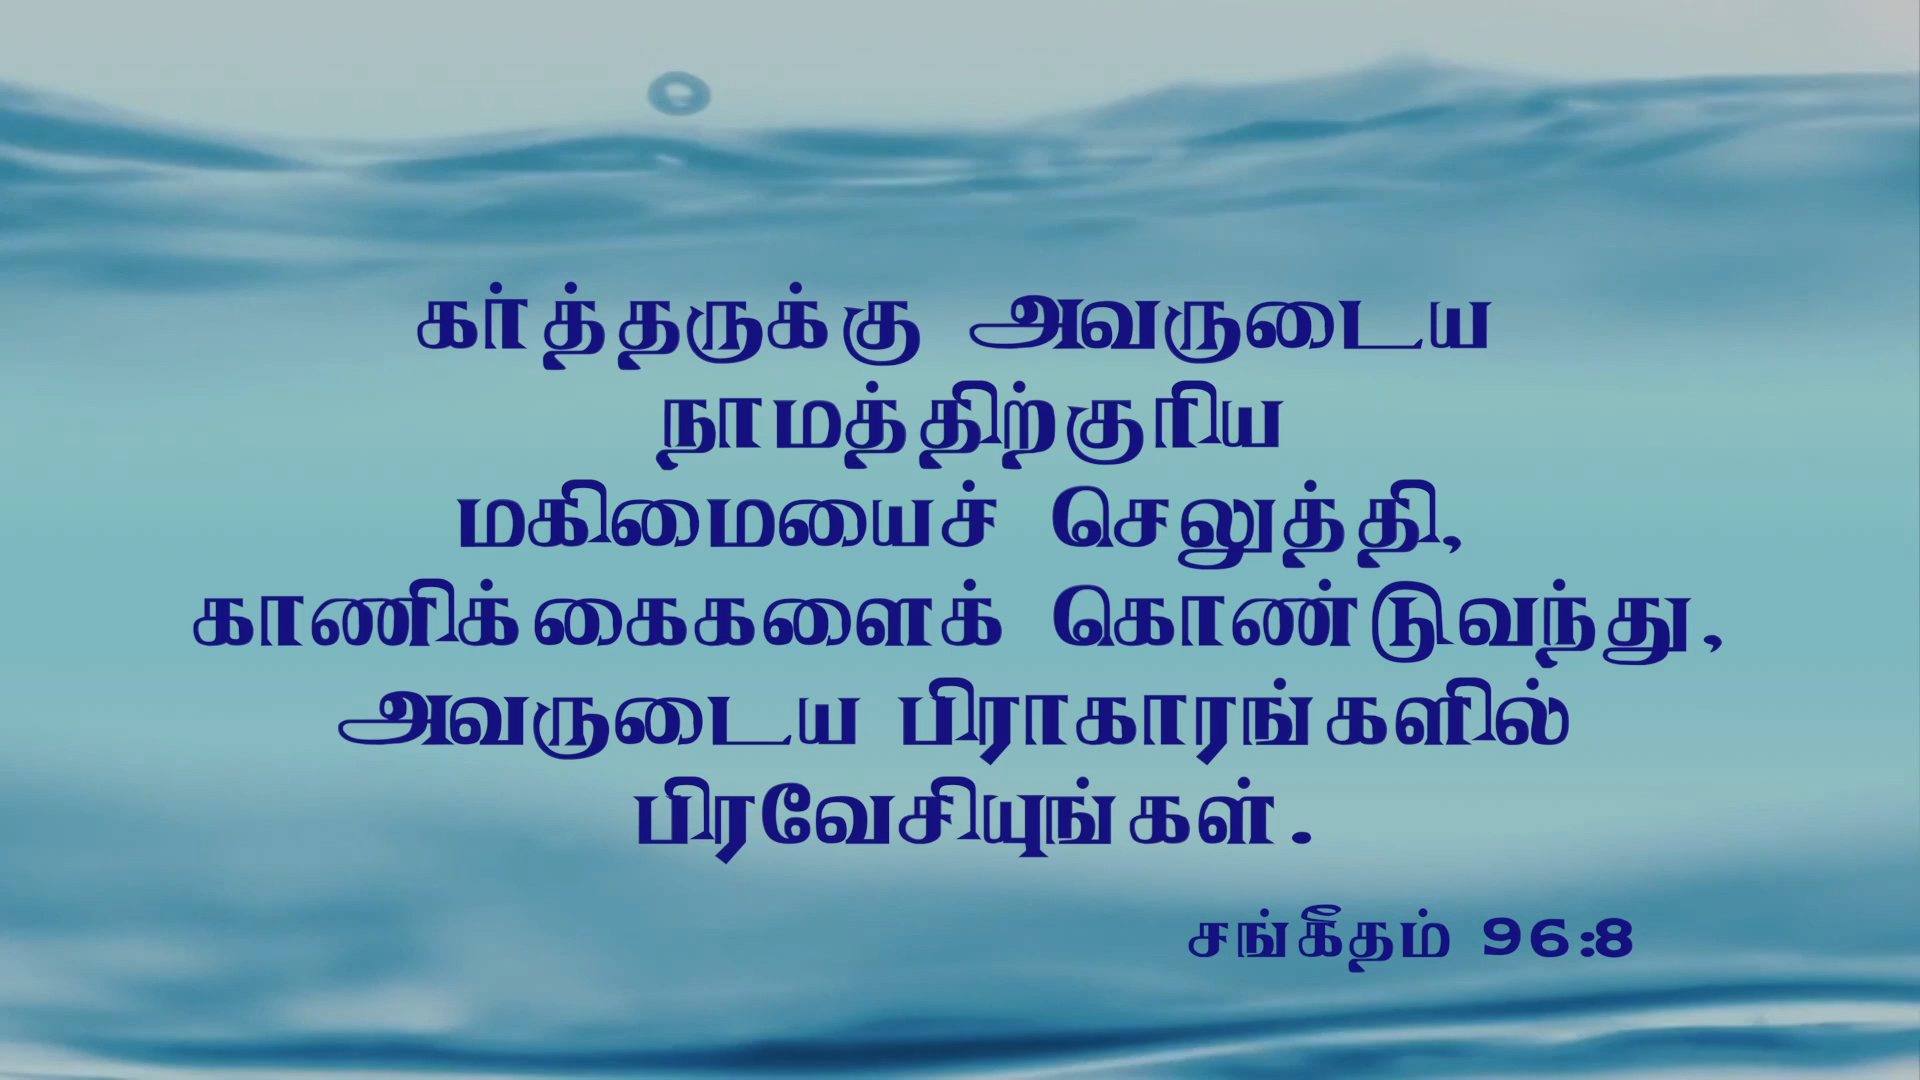 கர்த்தருக்கு அவருடைய
நாமத்திற்குரிய
மகிமையைச் செலுத்தி,
காணிக்கைகளைக் கொண்டுவந்து,
அவருடைய பிராகாரங்களில்
பிரவேசியுங்கள்.
சங்கீதம் 96:8